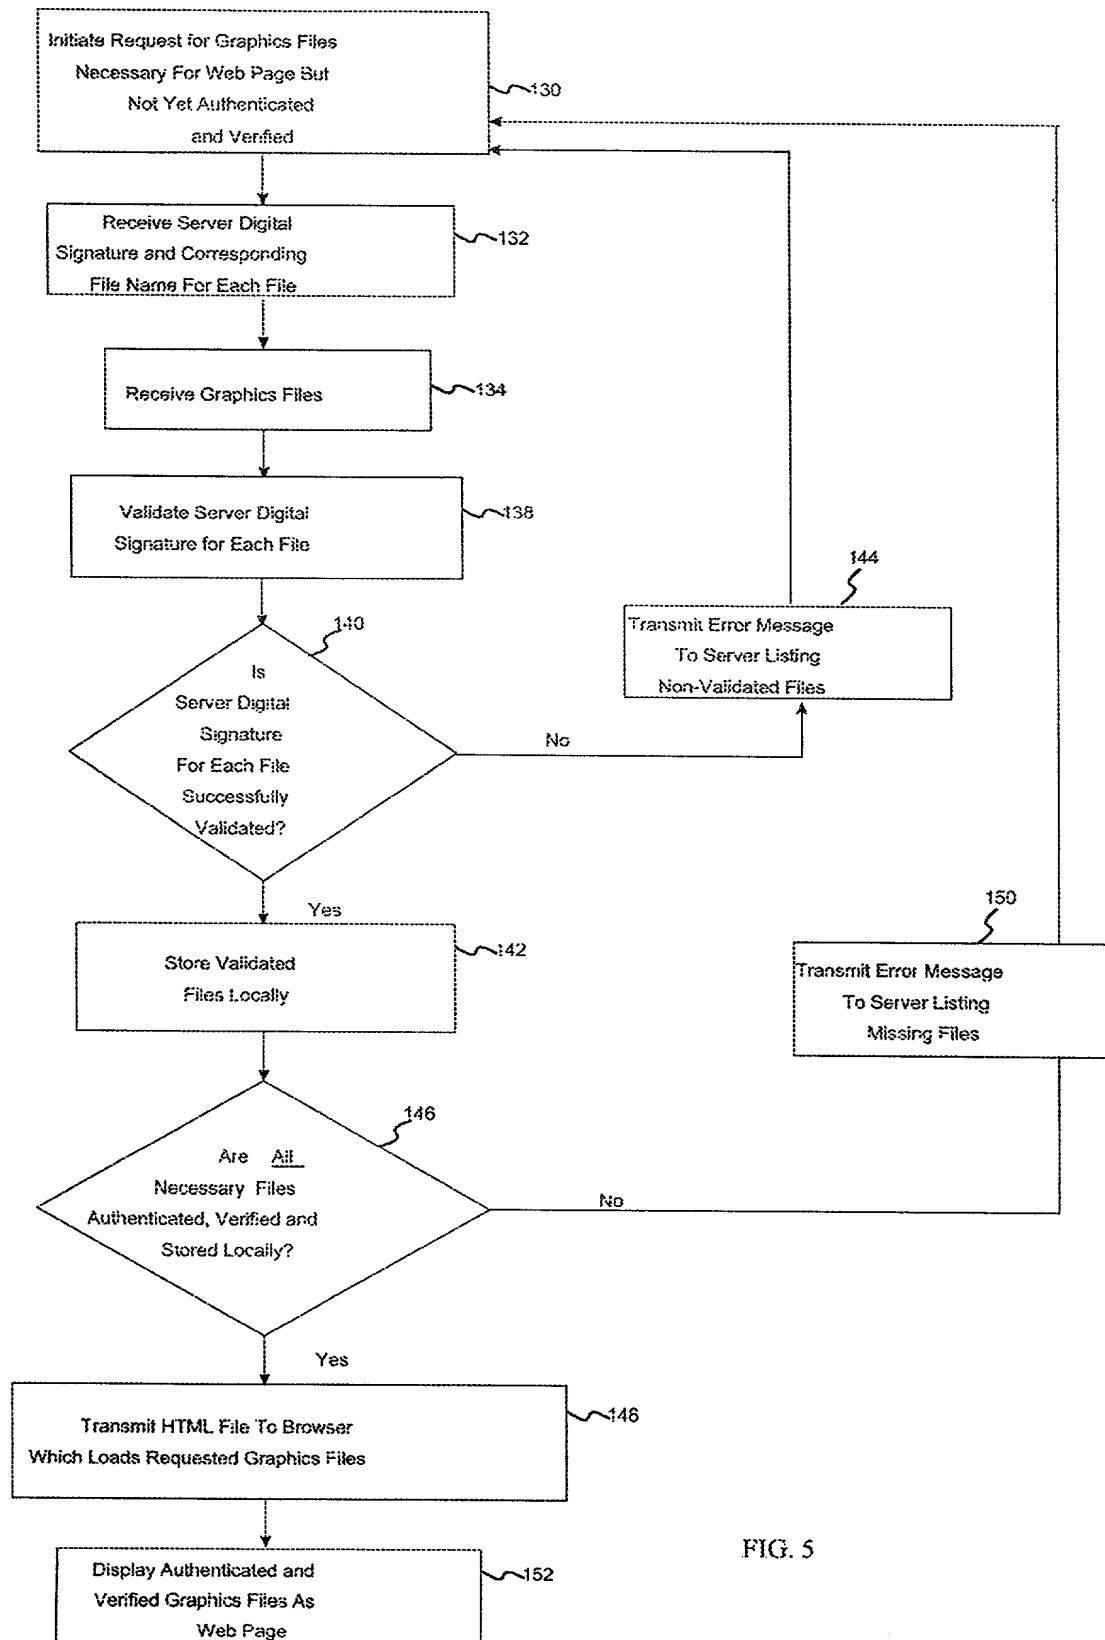 Initiate Request for Graphics Files
Necessary For Web Page But
Not Yet Authenticated
and Verified
130
Receive Server Digital
Signature and Corresponding
File Name For Each File
132
Receive Graphics Files
134
Validate Server Digital
Signature for Each File
138
144
Transmit Error Message
To Server Listing
Non-Validated Files
140
Is
Server Digital
Signature
For Each File
Successfully
Validated?
No
Yes
150
Store Validated
Files Locally
142
Transmit Error Message
To Server Listing
Missing Files
146
Are All
Necessary Files
Authenticated, Verified and
Stored Locally?
No
Yes
Transmit HTML File To Browser
Which Loads Requested Graphics Files
148
FIG. 5
Display Authenticated and
Verified Graphics Files As
Web Page
152